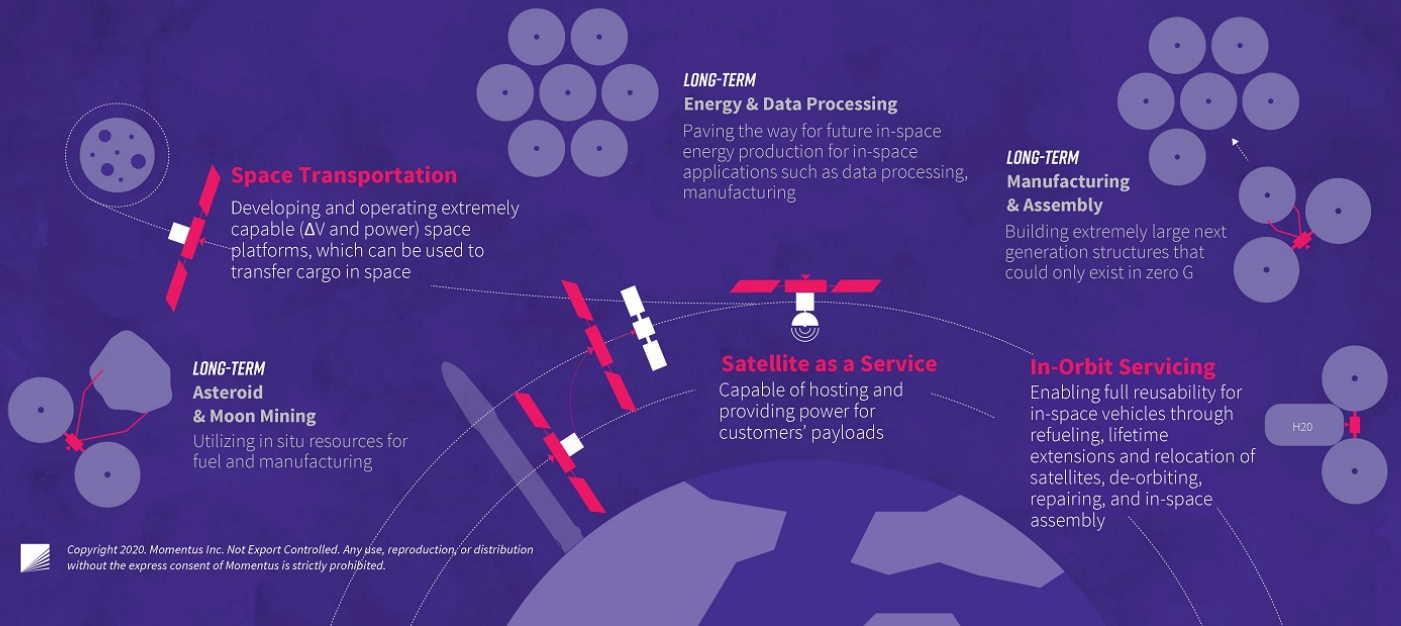 LONG-TERM
Energy & Data Processing
Paving the way for future in-space
energy production for in-space
applications such as data processing,
manufacturing
LONG-TERM
Manufacturing
& Assembly
Building extremely large next
generation structures that
could only exist in zero G
Space Transportation
Developing and operating extremely
capable (ΔV and power) space
platforms, which can be used to
transfer cargo in space
LONG-TERM
Asteroid
& Moon Mining
Utilizing in situ resources for
fuel and manufacturing
Satellite as a Service
Capable of hosting and
providing power for
customers’ payloads
In-Orbit Servicing
Enabling full reusability for
in-space vehicles through
refueling, lifetime
extensions and relocation of
satellites, de-orbiting,
repairing, and in-space
assembly
H20
Copyright 2020. Momentus Inc. Not Export Controlled. Any use, reproduction, or distribution
without the express consent of Momentus is strictly prohibited.